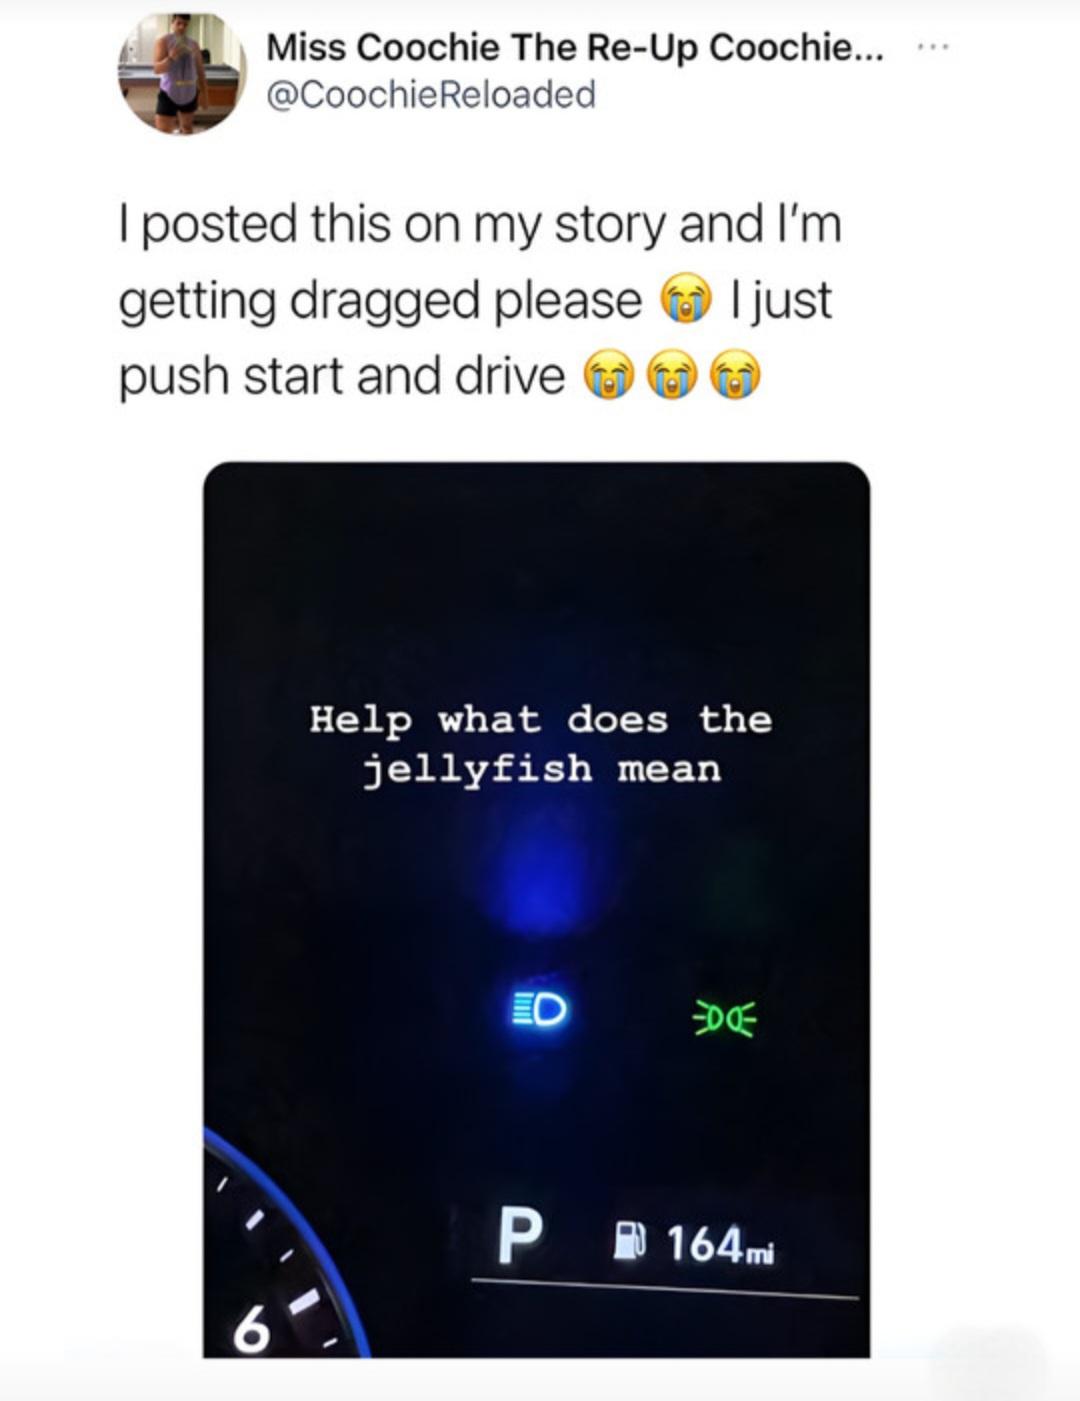 Miss Coochie The Re-Up Coochie...
@CoochieReloaded
I posted this on my story and I'm
getting dragged please 😭 I just
push start and drive 😭😭😭
Help what does the
jellyfish mean
P 164mi
6